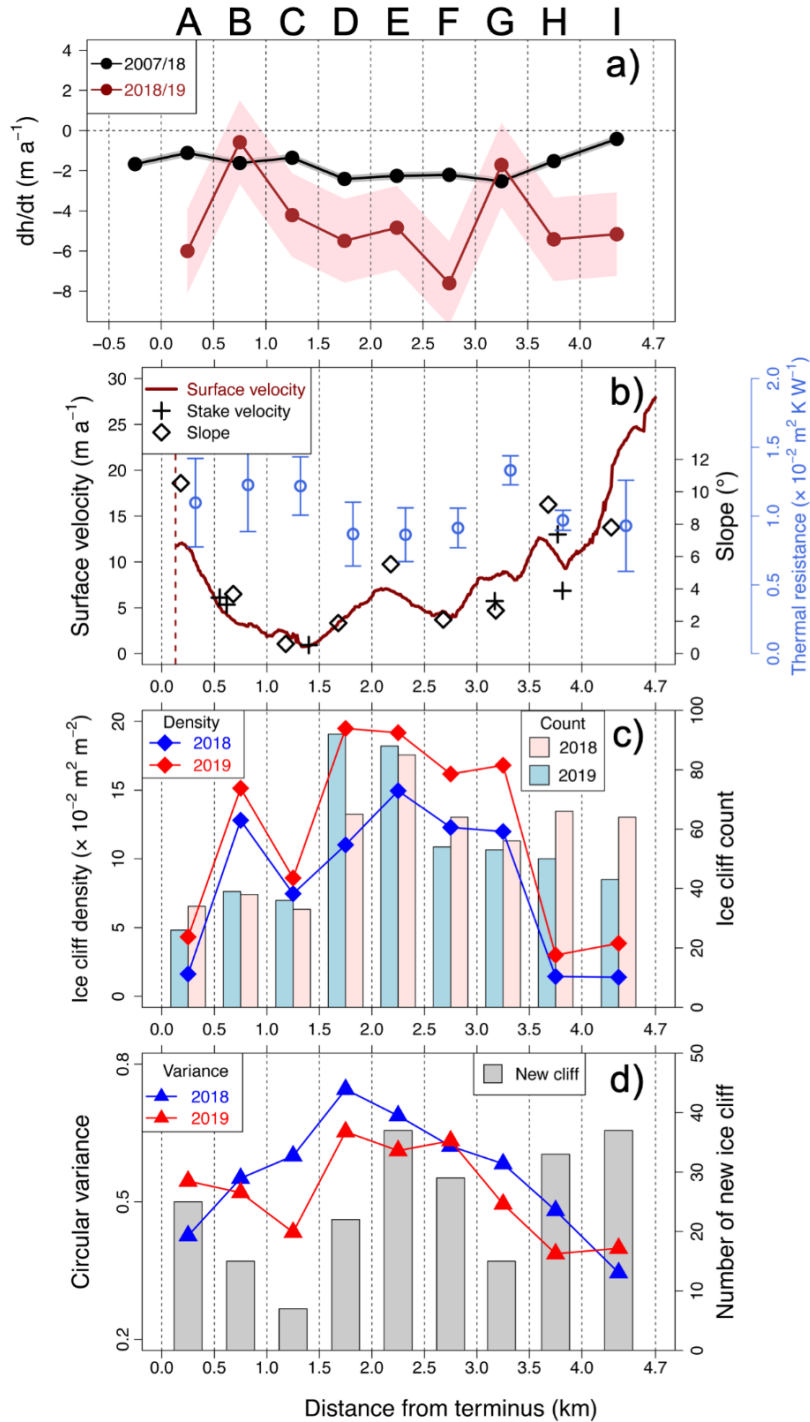 A B C D E F G H I
a)
2007/18
2018/19
dh/dt (m a⁻¹)
4
2
0
−2
−4
−6
−8
−0.5 0.0 0.5 1.0 1.5 2.0 2.5 3.0 3.5 4.0 4.7
b)
Surface velocity
Stake velocity
Slope
Surface velocity (m a⁻¹)
30
25
20
15
10
5
0
Slope (°)
12
10
8
6
4
2
0
Thermal resistance (× 10⁻² m² K W⁻¹)
2.0
1.5
1.0
0.5
0.0
0.0 0.5 1.0 1.5 2.0 2.5 3.0 3.5 4.0 4.7
c)
Density
2018
2019
Count
2018
2019
Ice cliff density (× 10⁻² m² m⁻²)
20
15
10
5
0
Ice cliff count
100
80
60
40
20
0
0.0 0.5 1.0 1.5 2.0 2.5 3.0 3.5 4.0 4.7
d)
Variance
2018
2019
New cliff
Circular variance
0.8
0.5
0.2
Number of new ice cliff
50
40
30
20
10
0
0.0 0.5 1.0 1.5 2.0 2.5 3.0 3.5 4.0 4.7
Distance from terminus (km)